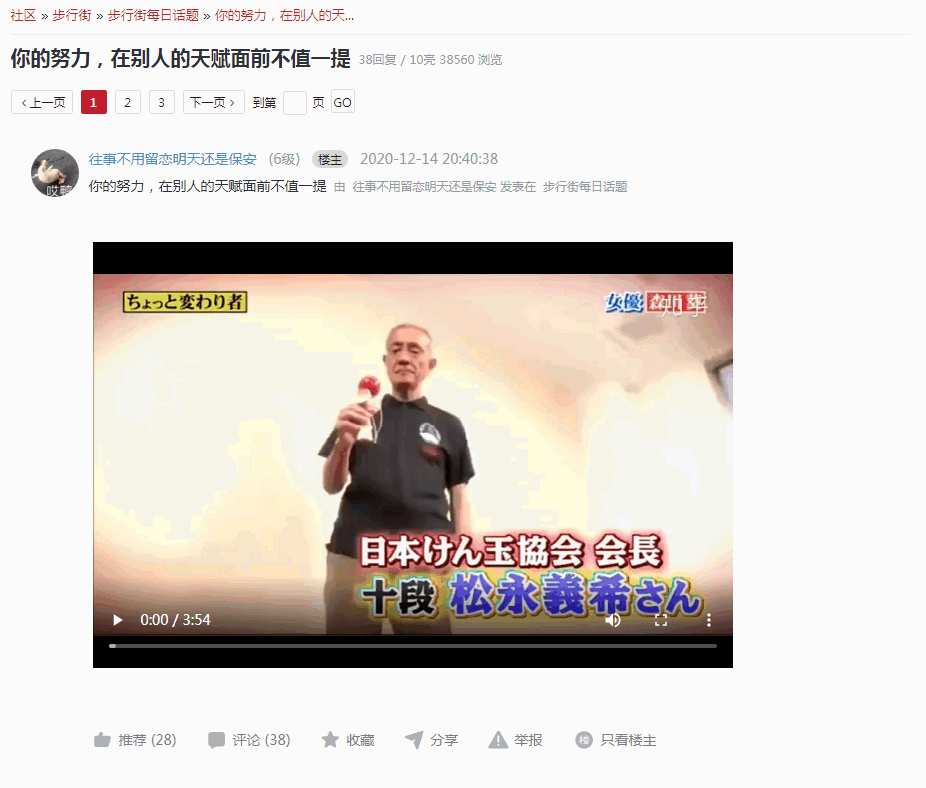 社区 » 步行街 » 步行街每日话题 » 你的努力，在别人的天...
你的努力，在别人的天赋面前不值一提 38回复 / 10亮 38560 浏览
‹ 上一页 1 2 3 下一页 › 到第 页 GO
往事不用留恋明天还是保安 (6级) 楼主 2020-12-14 20:40:38
你的努力，在别人的天赋面前不值一提 由 往事不用留恋明天还是保安 发表在 步行街每日话题
哎鸭
ちょっと変わり者 女優 森川 葵
知乎
日本けん玉協会 会長
十段 松永義希さん
0:00 / 3:54
推荐 (28) 评论 (38) 收藏 分享 举报 楼 只看楼主